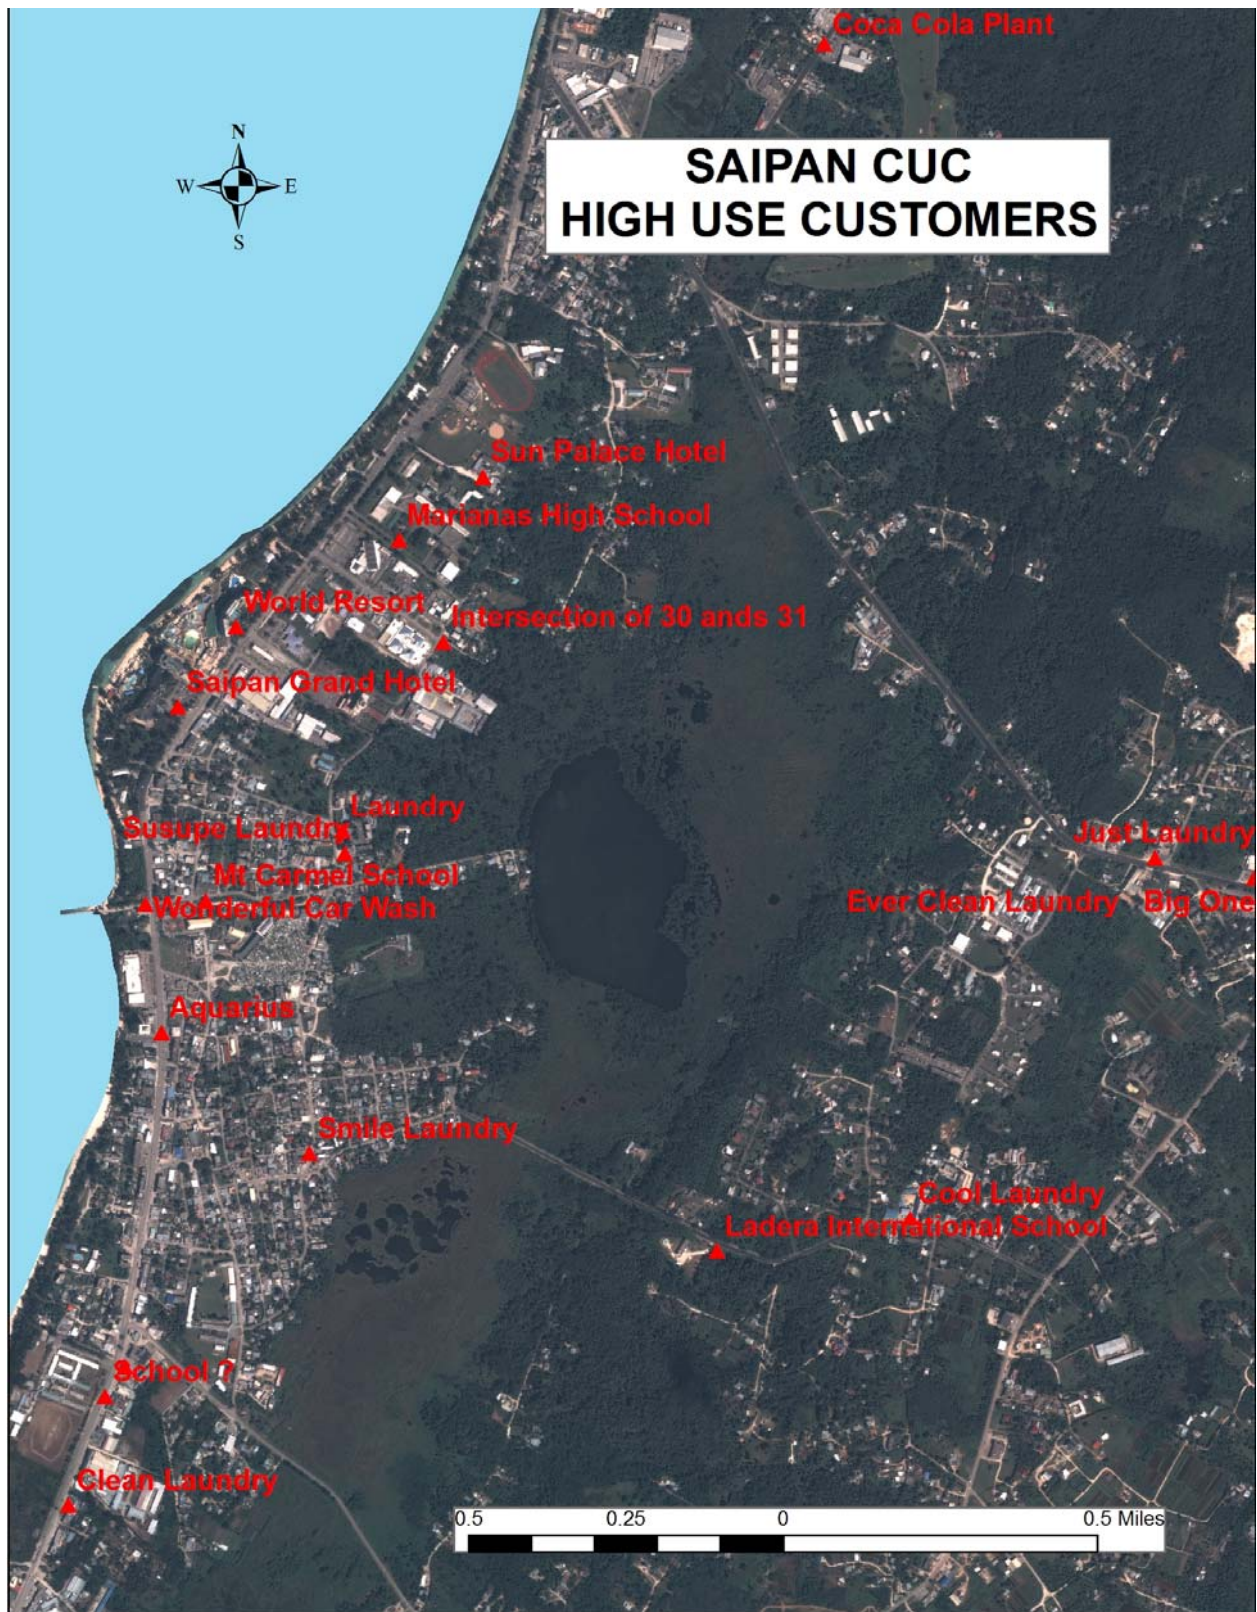 Coca Cola Plant
N
W E
S
SAIPAN CUC
HIGH USE CUSTOMERS
Sun Palace Hotel
Marianas High School
World Resort
Intersection of 30 ands 31
Saipan Grand Hotel
Laundry
Susupe Laundry
Just Laundry
Mt Carmel School
Wonderful Car Wash
Ever Clean Laundry
Big One
Aquarius
Smile Laundry
Cool Laundry
Ladera International School
School ?
Clean Laundry
0.5 0.25 0 0.5 Miles